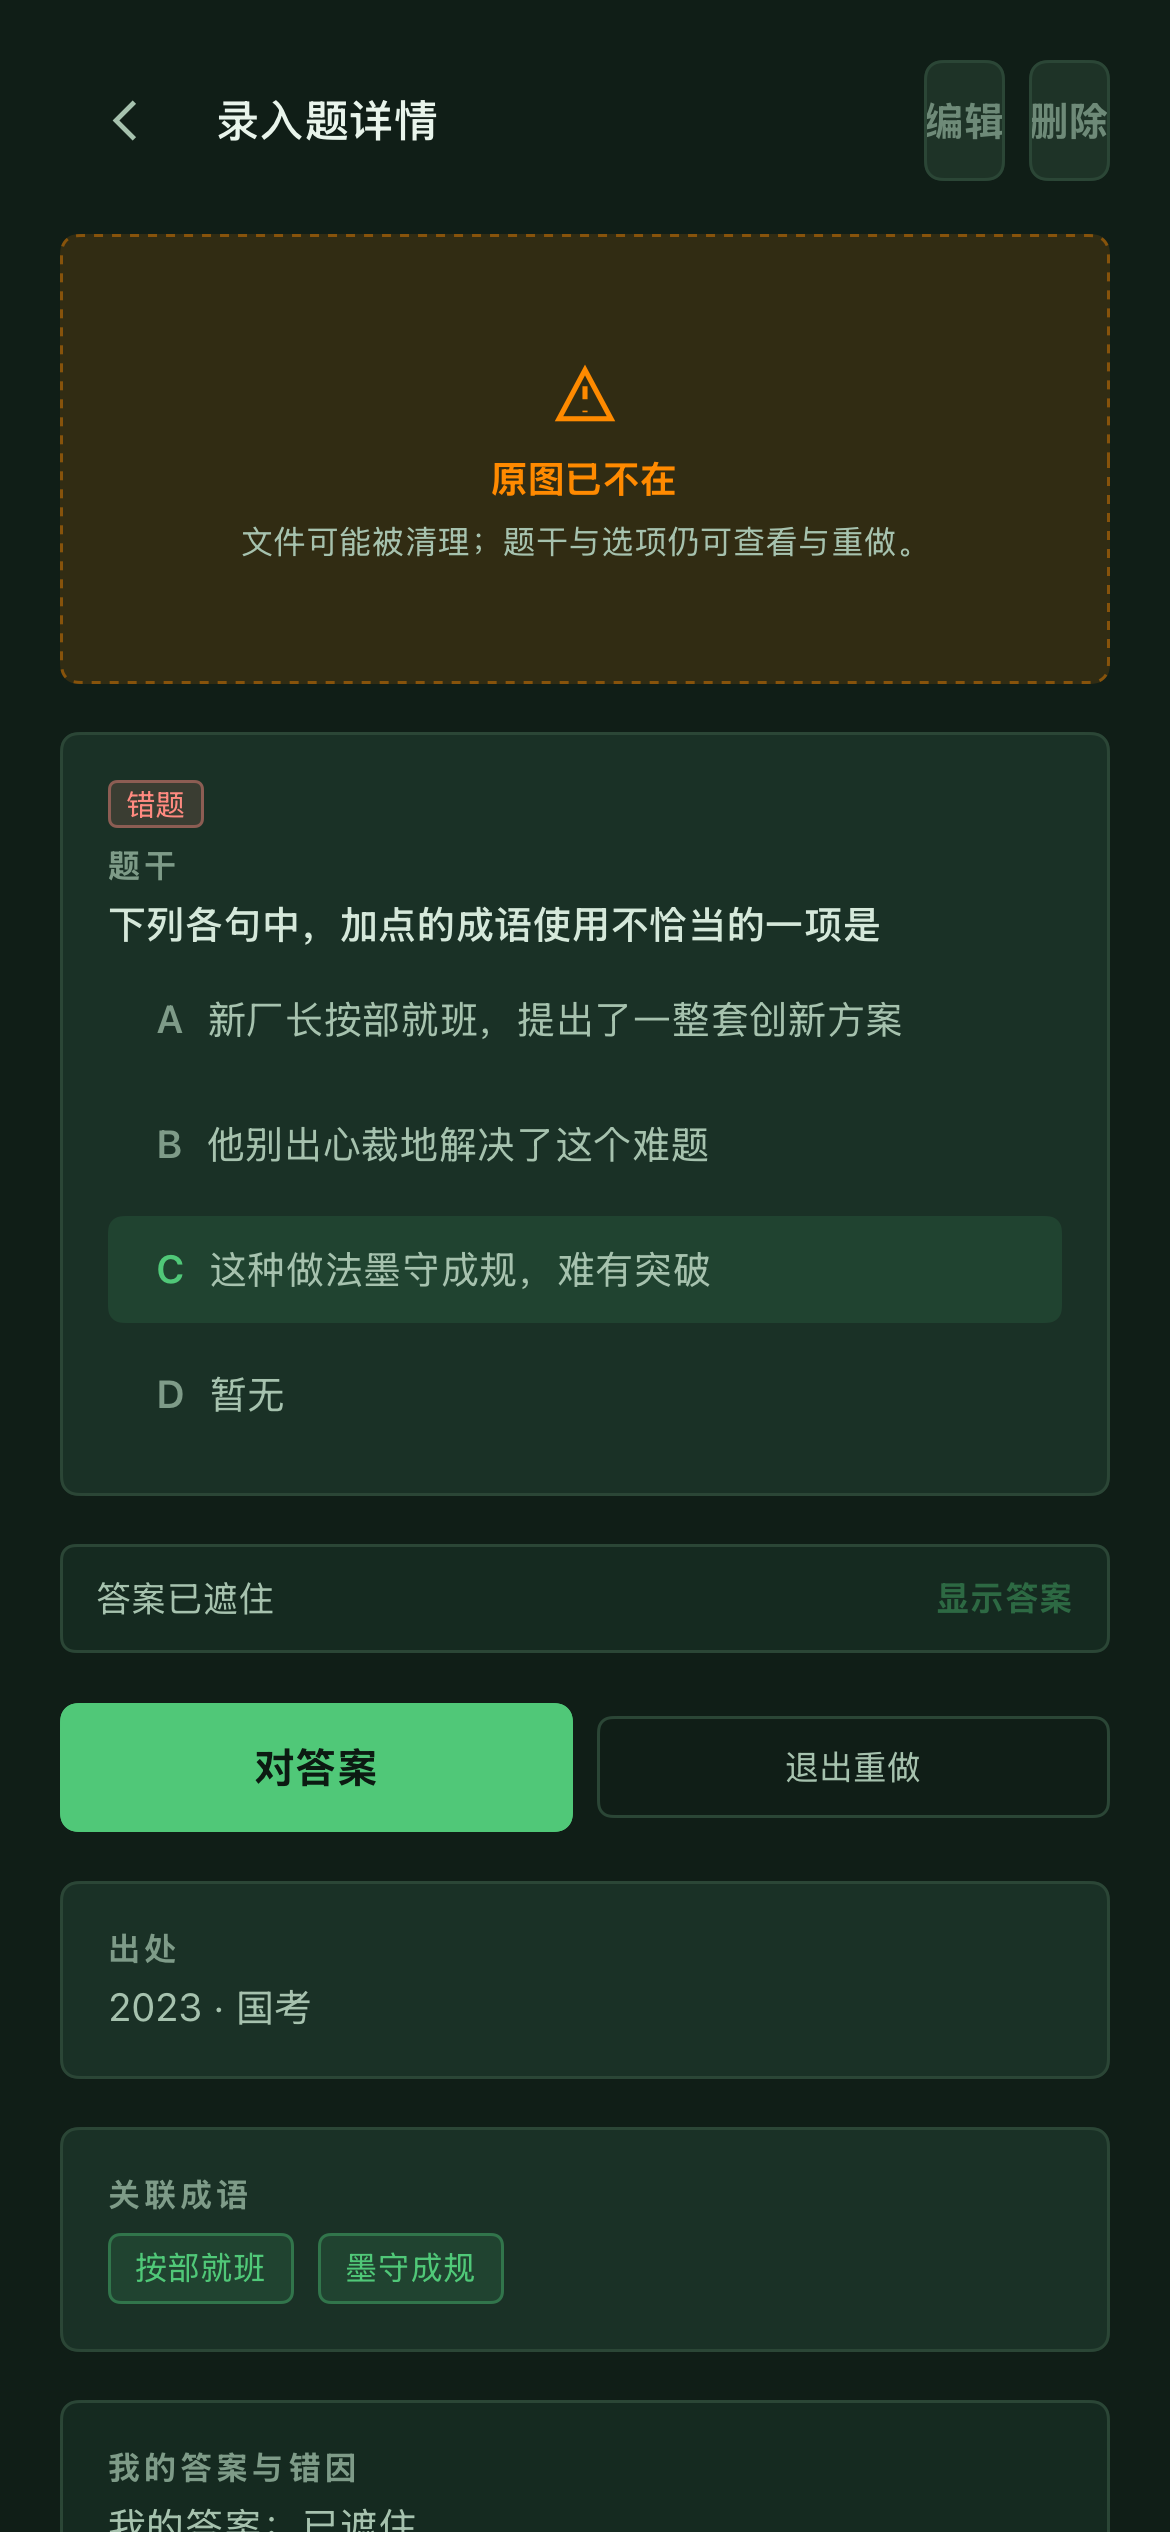 录入题详情
编辑
删除
原图已不在
文件可能被清理；题干与选项仍可查看与重做。
错题
题干
下列各句中，加点的成语使用不恰当的一项是
A 新厂长按部就班，提出了一整套创新方案
B 他别出心裁地解决了这个难题
C 这种做法墨守成规，难有突破
D 暂无
答案已遮住
显示答案
对答案
退出重做
出处
2023 · 国考
关联成语
按部就班
墨守成规
我的答案与错因
我的答案：已遮住